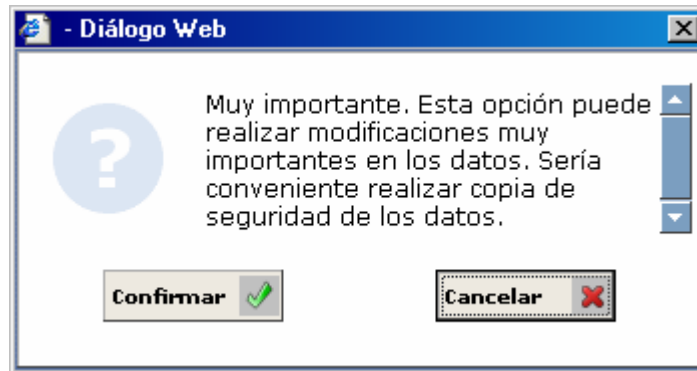 - Diálogo Web
Muy importante. Esta opción puede
realizar modificaciones muy
importantes en los datos. Sería
conveniente realizar copia de
seguridad de los datos.
Confirmar
Cancelar